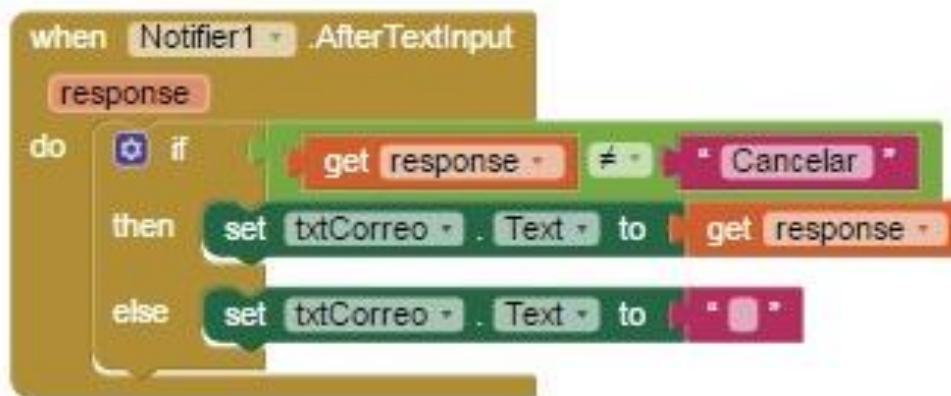 when Notifier1 .AfterTextInput
response
do if get response ≠ " Cancelar "
then set txtCorreo . Text to get response
else set txtCorreo . Text to " "